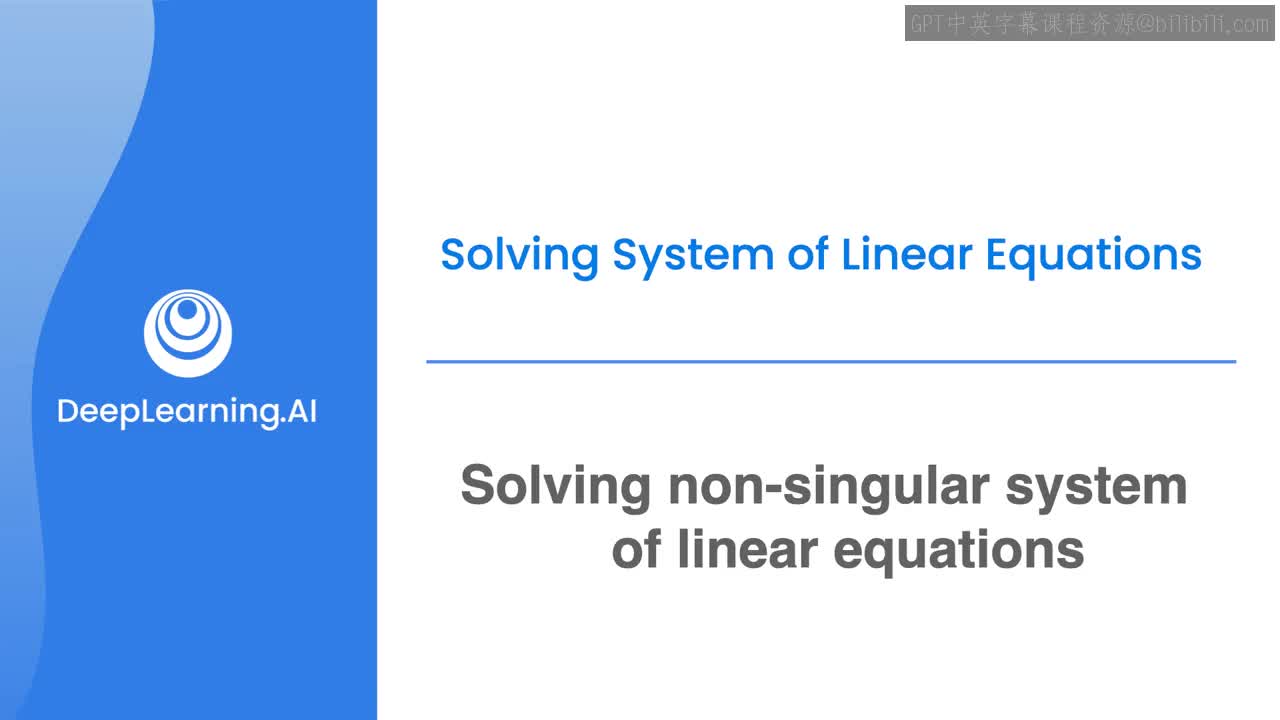 GPT中英字幕课程资源@bilibili.com
Solving System of Linear Equations
DeepLearning.AI
Solving non-singular system
of linear equations